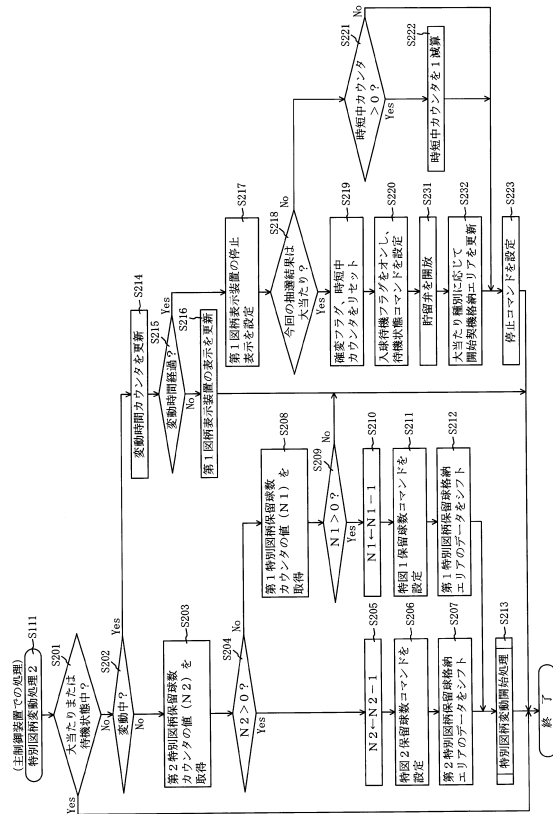 (主制御装置での処理)
特別図柄変動処理2
S111
大当たりまたは
待機状態中？
S201
Yes
No
変動中？
S202
Yes
No
第2特別図柄保留球数
カウンタの値(N2)を
取得
S203
N2>0？
S204
No
Yes
N2←N2-1
S205
特図2保留球数コマンドを
設定
S206
第2特別図柄保留球格納
エリアのデータをシフト
S207
第1特別図柄保留球数
カウンタの値(N1)を
取得
S208
N1>0？
S209
No
Yes
N1←N1-1
S210
特図1保留球数コマンドを
設定
S211
第1特別図柄保留球格納
エリアのデータをシフト
S212
特別図柄変動開始処理
S213
変動時間カウンタを更新
S214
変動時間経過？
S215
Yes
No
第1図柄表示装置の表示を更新
S216
第1図柄表示装置の停止
表示を設定
S217
今回の抽選結果は
大当たり？
S218
No
Yes
確変フラグ、時短中
カウンタをリセット
S219
入球待機フラグをオンし、
待機状態コマンドを設定
S220
貯留弁を開放
S231
大当たり種別に応じて
開始契機格納エリアを更新
S232
時短中カウンタ
>0？
S221
No
Yes
時短中カウンタを1減算
S222
停止コマンドを設定
S223
終了